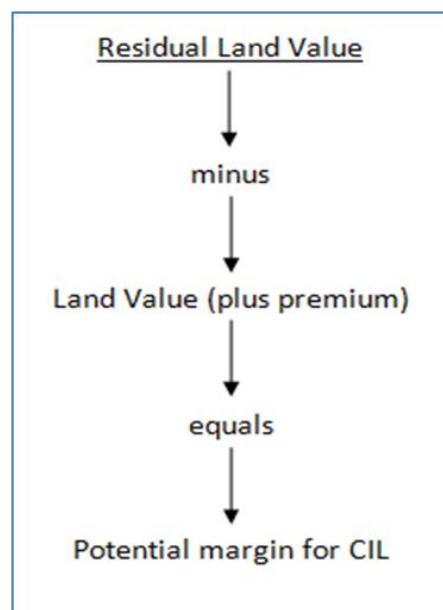 Residual Land Value
minus
Land Value (plus premium)
equals
Potential margin for CIL